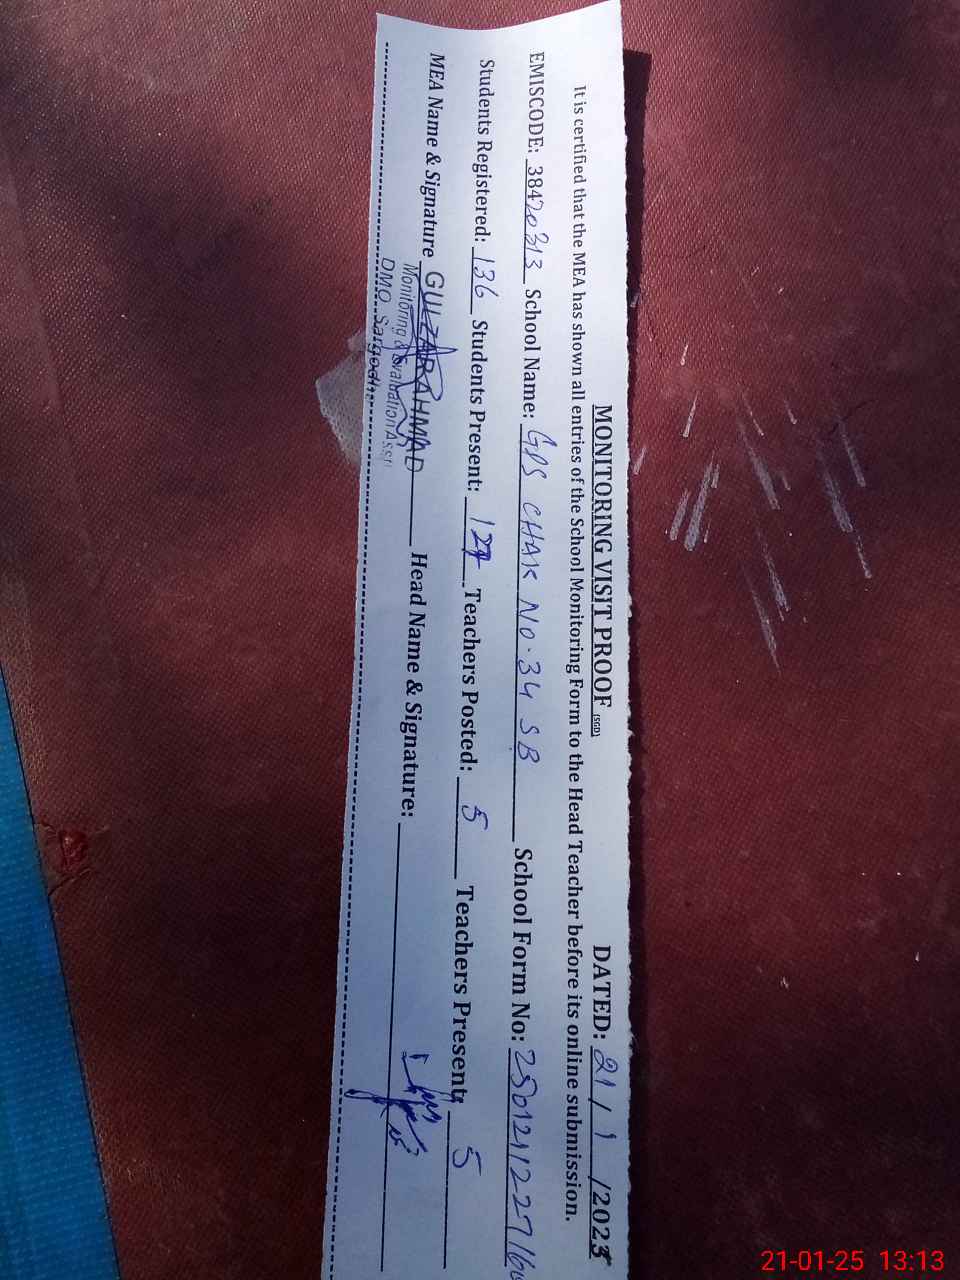 MONITORING VISIT PROOF (SGD) DATED: 21 / 1 /2025
It is certified that the MEA has shown all entries of the School Monitoring Form to the Head Teacher before its online submission.
EMISCODE: 38420313 School Name: GPS CHAK NO. 34 SB School Form No:
Students Registered: 136 Students Present: 127 Teachers Posted: 5 Teachers Present: 5
MEA Name & Signature GULZAR AHMAD Head Name & Signature:
Monitoring & Evaluation Asstt
DMO Sargodha
21-01-25 13:13